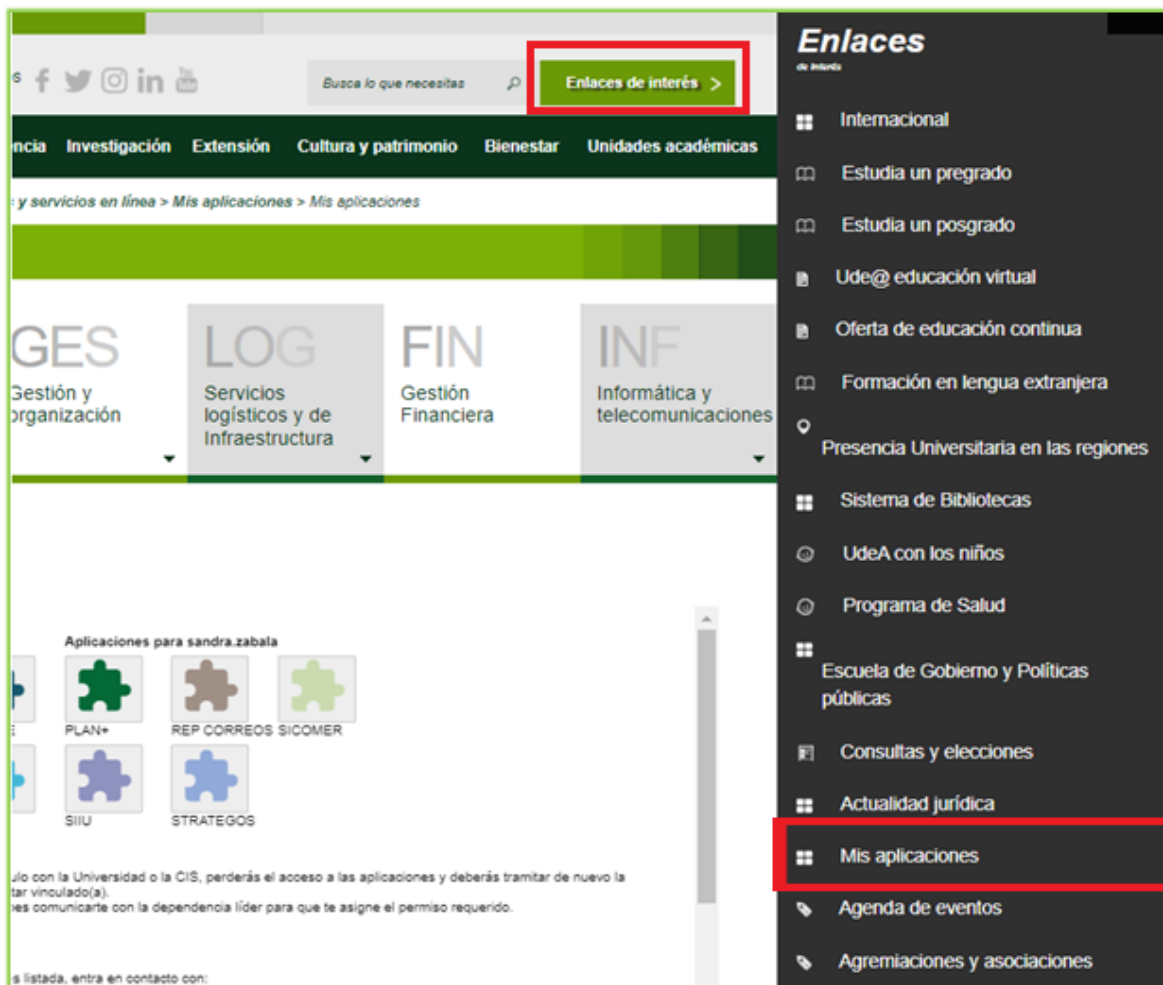 s
Busca lo que necesitas
Enlaces de interés >
encia Investigación Extensión Cultura y patrimonio Bienestar Unidades académicas
y servicios en línea > Mis aplicaciones > Mis aplicaciones
GES
Gestión y
organización
LOG
Servicios
logísticos y de
Infraestructura
FIN
Gestión
Financiera
INF
Informática y
telecomunicaciones
Aplicaciones para sandra.zabala
E
PLAN+
REP CORREOS
SICOMER
SIIU
STRATEGOS
ulo con la Universidad o la CIS, perderás el acceso a las aplicaciones y deberás tramitar de nuevo la
tar vinculado(a).
es comunicarte con la dependencia líder para que te asigne el permiso requerido.
s listada, entra en contacto con:
Enlaces
de interés
Internacional
Estudia un pregrado
Estudia un posgrado
Ude@ educación virtual
Oferta de educación continua
Formación en lengua extranjera
Presencia Universitaria en las regiones
Sistema de Bibliotecas
UdeA con los niños
Programa de Salud
Escuela de Gobierno y Políticas
públicas
Consultas y elecciones
Actualidad jurídica
Mis aplicaciones
Agenda de eventos
Agremiaciones y asociaciones